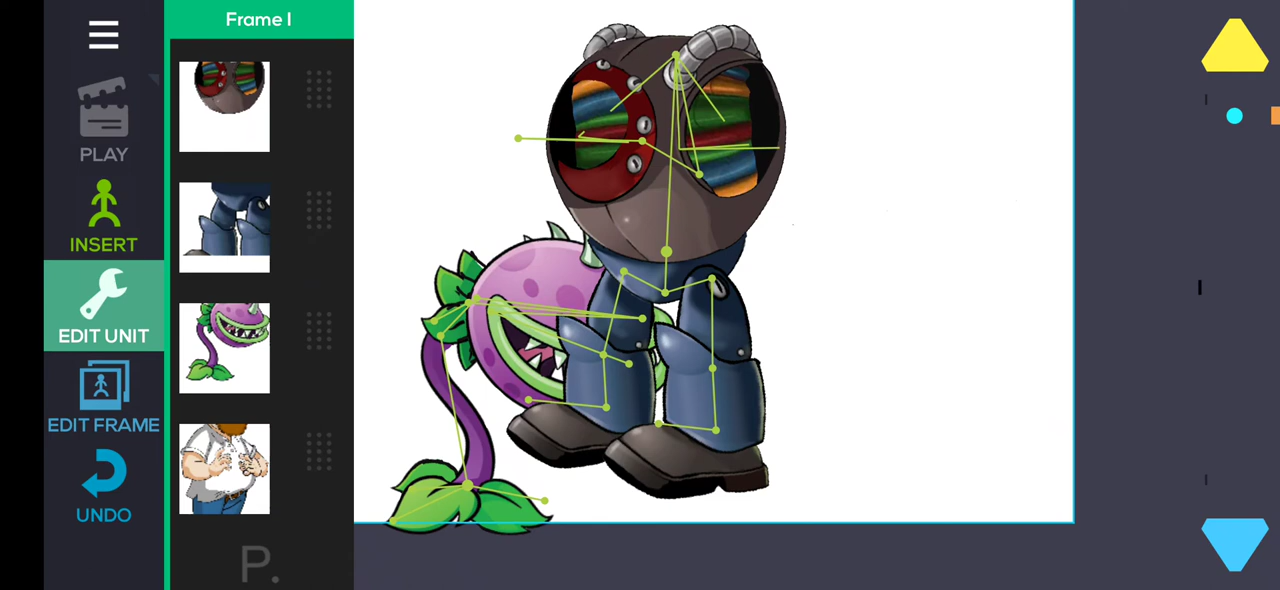 Frame 1
PLAY
INSERT
EDIT UNIT
EDIT FRAME
UNDO
P.